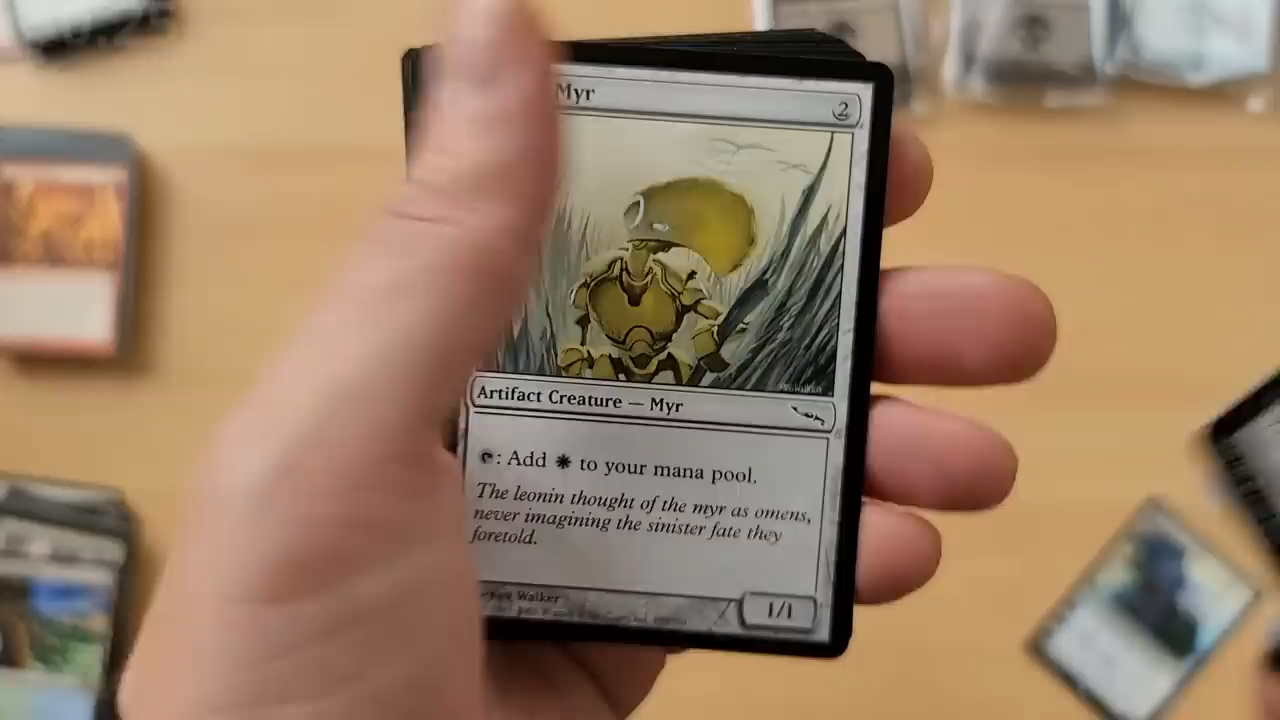 Myr
2
Artifact Creature — Myr
: Add to your mana pool.
The leonin thought of the myr as omens,
never imagining the sinister fate they
foretold.
Walker
1/1